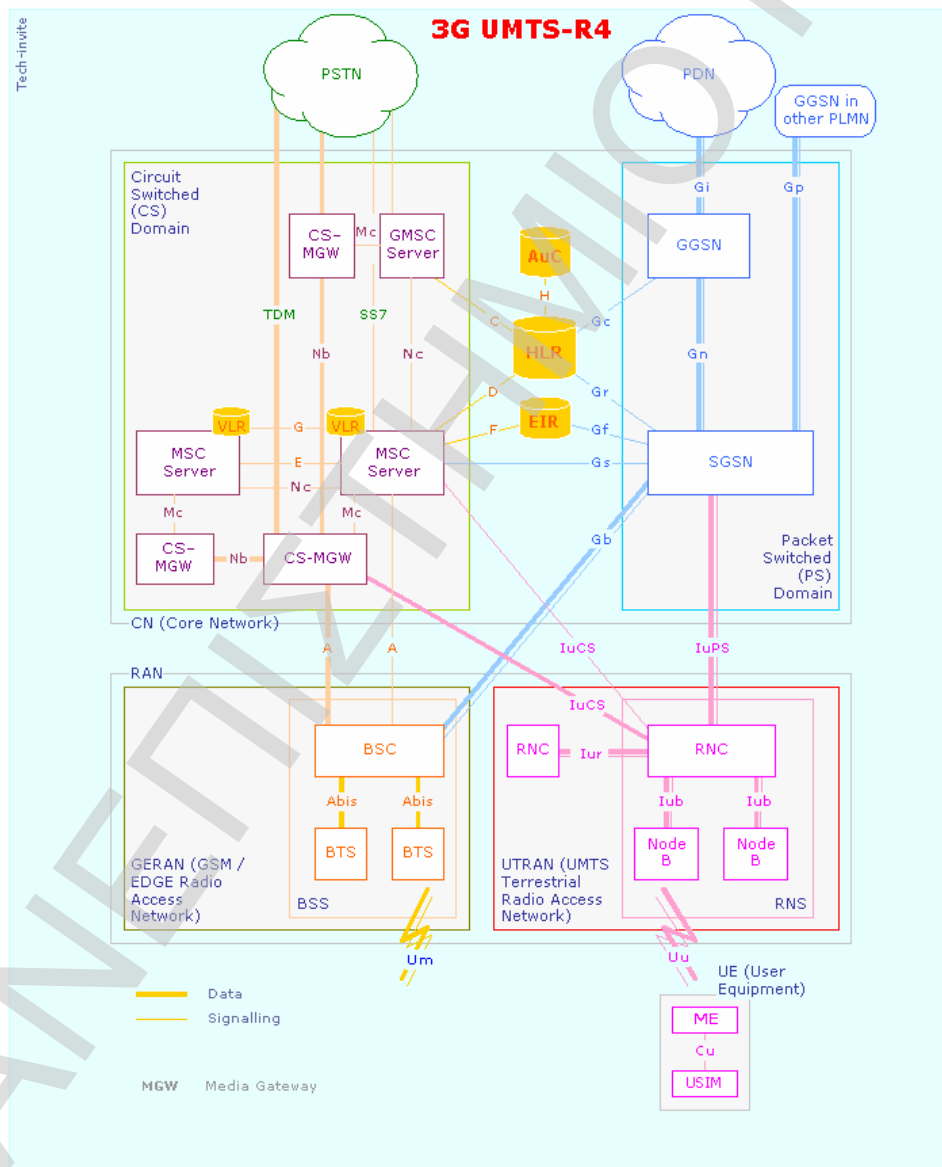 Tech-invite
3G UMTS-R4
PSTN
PDN
GGSN in
other PLMN
Circuit
Switched
(CS)
Domain
Gi
Gp
CS-
MGW
Mc
GMSC
Server
AuC
GGSN
H
TDM
SS7
C
Gc
Nb
Nc
HLR
Gn
D
Gr
VLR
G
VLR
F
EIR
Gf
MSC
Server
E
MSC
Server
Gs
SGSN
Nc
Mc
Mc
Gb
CS-
MGW
Nb
CS-MGW
Packet
Switched
(PS)
Domain
CN (Core Network)
A
A
IuCS
IuPS
RAN
IuCS
BSC
RNC
Iur
RNC
Abis
Abis
Iub
Iub
BTS
BTS
Node
B
Node
B
GERAN (GSM /
EDGE Radio
Access
Network)
BSS
UTRAN (UMTS
Terrestrial
Radio Access
Network)
RNS
Um
Uu
UE (User
Equipment)
Data
Signalling
ME
Cu
USIM
MGW Media Gateway
ΠΑΝΕΠΙΣΤΗΜΙΟ Π